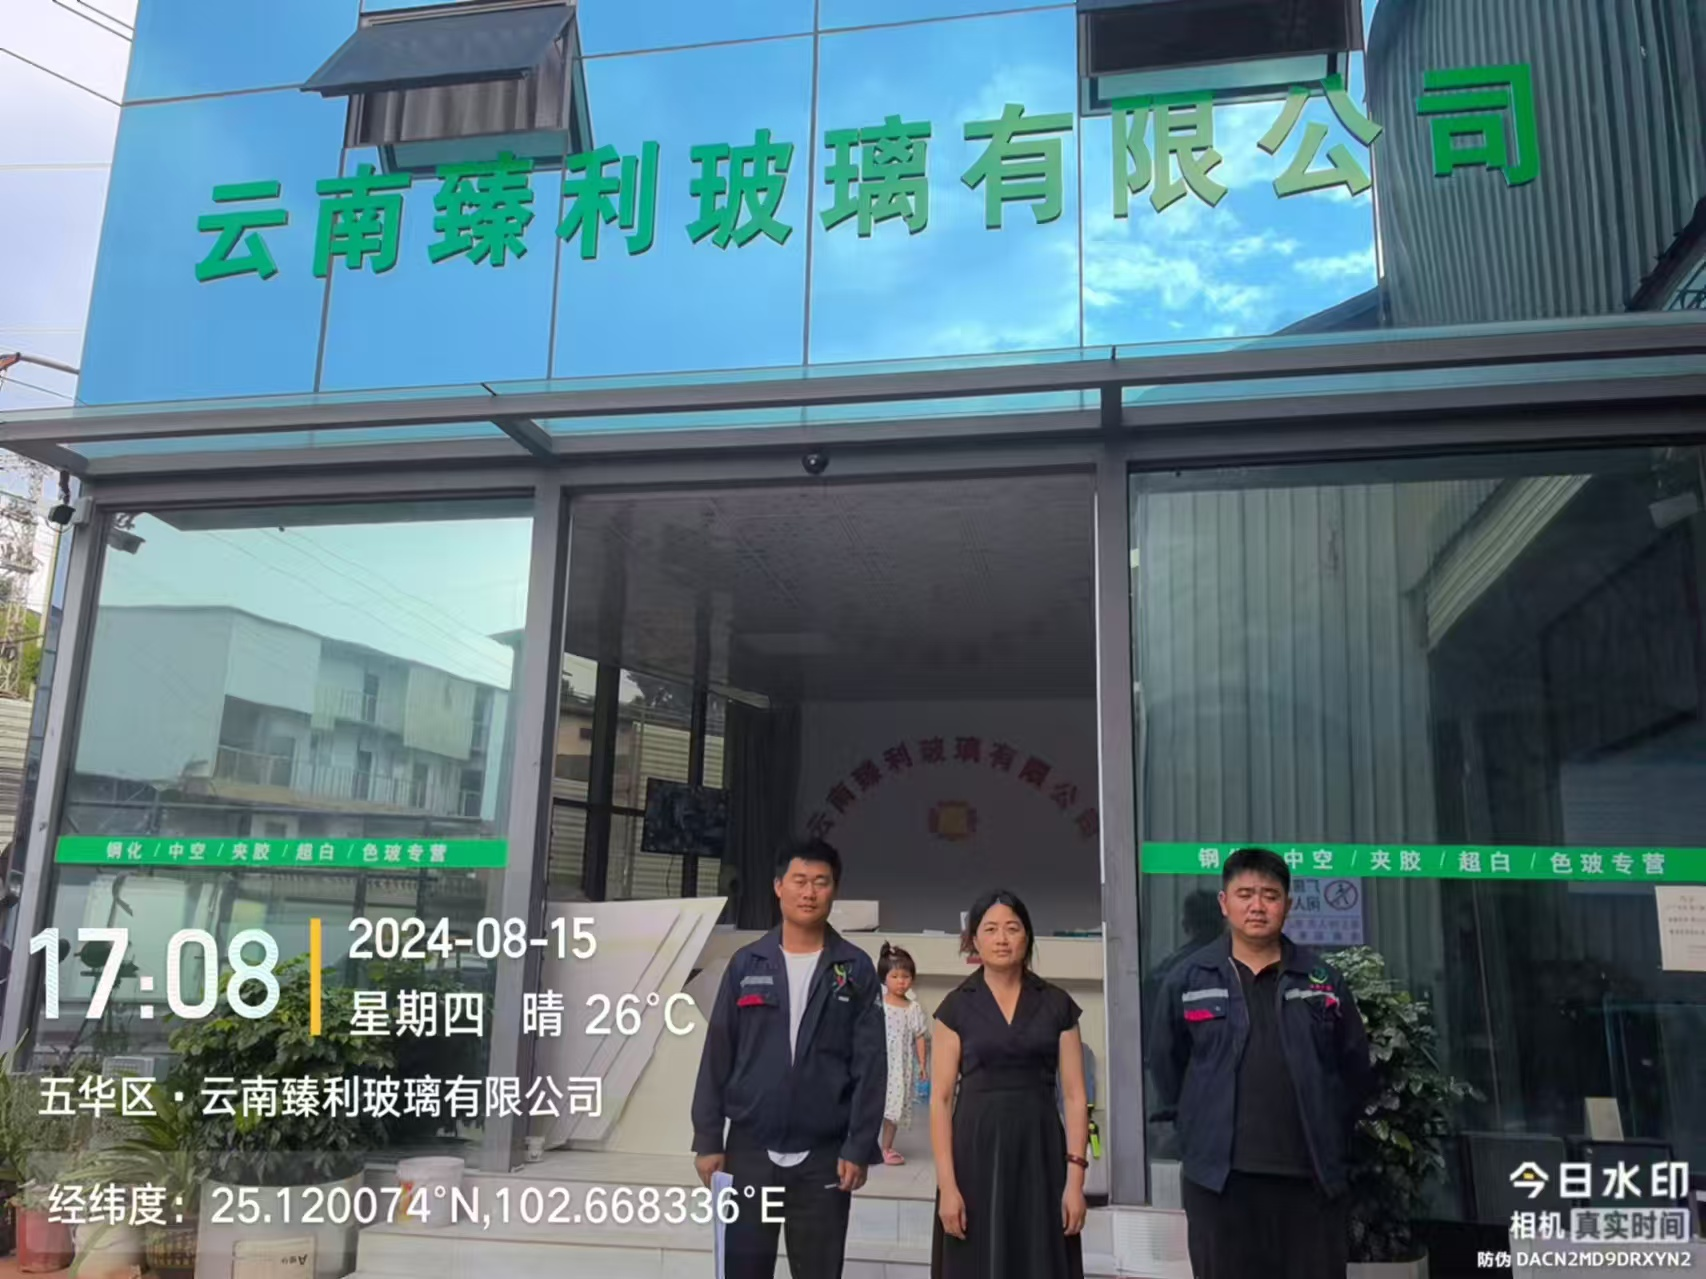 云南臻利玻璃有限公司
云南臻利玻璃有限公司
钢化 / 中空 / 夹胶 / 超白 / 色玻专营
中空 / 夹胶 / 超白 / 色玻专营
17:08
2024-08-15
星期四 晴 26°C
五华区·云南臻利玻璃有限公司
经纬度：25.120074°N,102.668336°E
今日水印
相机 真实时间
防伪 DACN2MD9DRXYN2